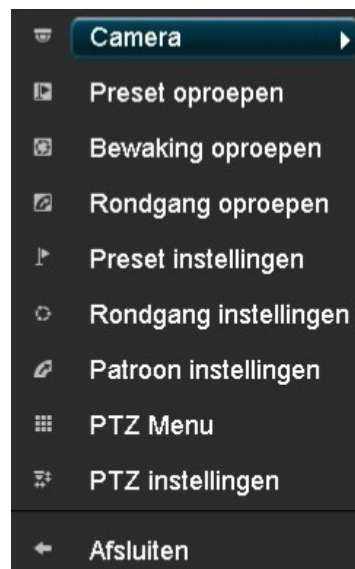 Camera
Preset oproepen
Bewaking oproepen
Rondgang oproepen
Preset instellingen
Rondgang instellingen
Patroon instellingen
PTZ Menu
PTZ instellingen
Afsluiten